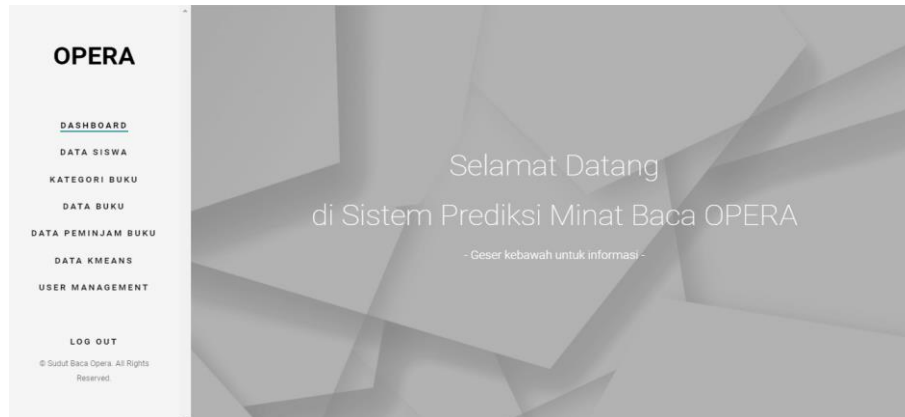 OPERA
DASHBOARD
DATA SISWA
KATEGORI BUKU
DATA BUKU
DATA PEMINJAM BUKU
DATA KMEANS
USER MANAGEMENT
LOG OUT
© Sudut Baca Opera. All Rights
Reserved.
Selamat Datang
di Sistem Prediksi Minat Baca OPERA
- Geser kebawah untuk informasi -